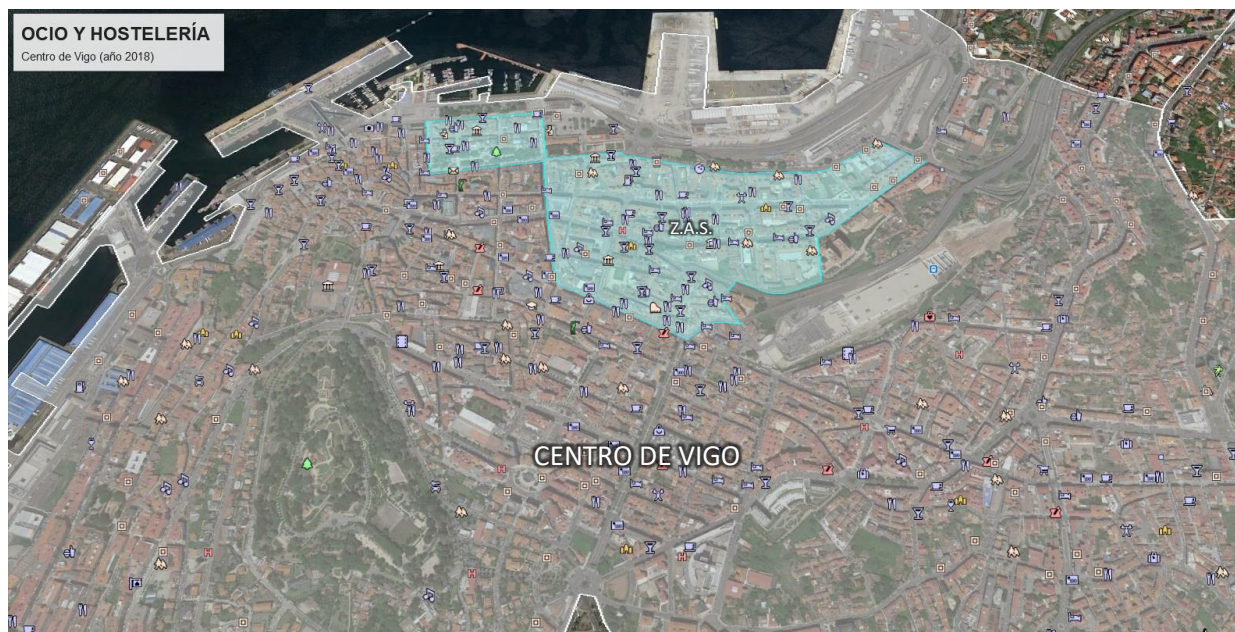 OCIO Y HOSTELERÍA
Centro de Vigo (año 2018)
Z.A.S.
CENTRO DE VIGO